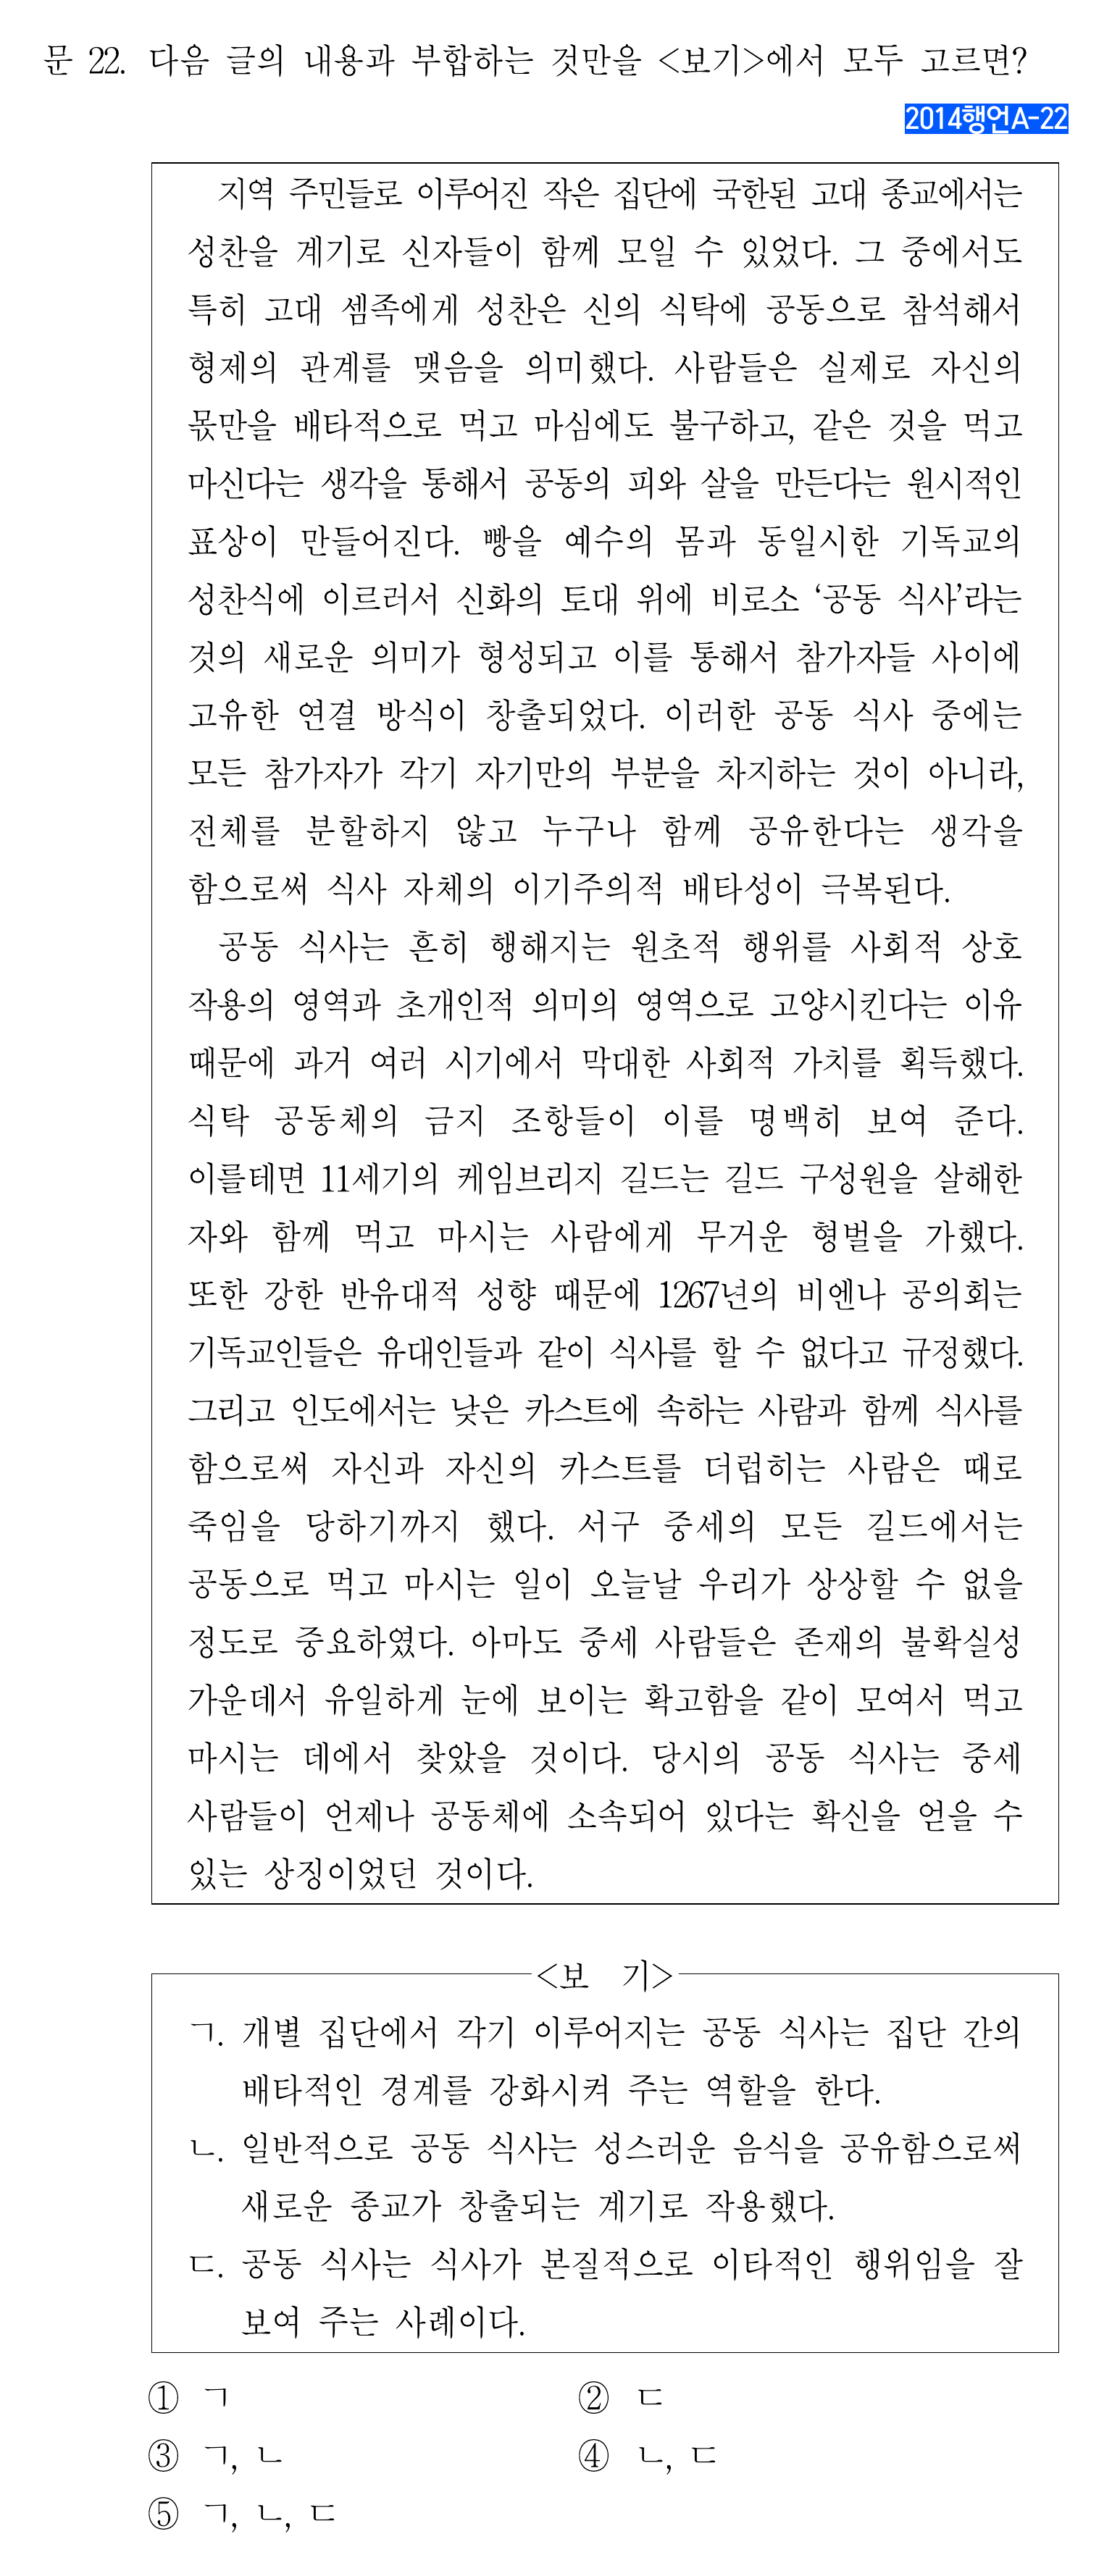 문 22. 다음 글의 내용과 부합하는 것만을 <보기>에서 모두 고르면?
2014행언A-22
지역 주민들로 이루어진 작은 집단에 국한된 고대 종교에서는
성찬을 계기로 신자들이 함께 모일 수 있었다. 그 중에서도
특히 고대 셈족에게 성찬은 신의 식탁에 공동으로 참석해서
형제의 관계를 맺음을 의미했다. 사람들은 실제로 자신의
몫만을 배타적으로 먹고 마심에도 불구하고, 같은 것을 먹고
마신다는 생각을 통해서 공동의 피와 살을 만든다는 원시적인
표상이 만들어진다. 빵을 예수의 몸과 동일시한 기독교의
성찬식에 이르러서 신화의 토대 위에 비로소 ‘공동 식사’라는
것의 새로운 의미가 형성되고 이를 통해서 참가자들 사이에
고유한 연결 방식이 창출되었다. 이러한 공동 식사 중에는
모든 참가자가 각기 자기만의 부분을 차지하는 것이 아니라,
전체를 분할하지 않고 누구나 함께 공유한다는 생각을
함으로써 식사 자체의 이기주의적 배타성이 극복된다.
공동 식사는 흔히 행해지는 원초적 행위를 사회적 상호
작용의 영역과 초개인적 의미의 영역으로 고양시킨다는 이유
때문에 과거 여러 시기에서 막대한 사회적 가치를 획득했다.
식탁 공동체의 금지 조항들이 이를 명백히 보여 준다.
이를테면 11세기의 케임브리지 길드는 길드 구성원을 살해한
자와 함께 먹고 마시는 사람에게 무거운 형벌을 가했다.
또한 강한 반유대적 성향 때문에 1267년의 비엔나 공의회는
기독교인들은 유대인들과 같이 식사를 할 수 없다고 규정했다.
그리고 인도에서는 낮은 카스트에 속하는 사람과 함께 식사를
함으로써 자신과 자신의 카스트를 더럽히는 사람은 때로
죽임을 당하기까지 했다. 서구 중세의 모든 길드에서는
공동으로 먹고 마시는 일이 오늘날 우리가 상상할 수 없을
정도로 중요하였다. 아마도 중세 사람들은 존재의 불확실성
가운데서 유일하게 눈에 보이는 확고함을 같이 모여서 먹고
마시는 데에서 찾았을 것이다. 당시의 공동 식사는 중세
사람들이 언제나 공동체에 소속되어 있다는 확신을 얻을 수
있는 상징이었던 것이다.
<보 기>
ㄱ. 개별 집단에서 각기 이루어지는 공동 식사는 집단 간의
배타적인 경계를 강화시켜 주는 역할을 한다.
ㄴ. 일반적으로 공동 식사는 성스러운 음식을 공유함으로써
새로운 종교가 창출되는 계기로 작용했다.
ㄷ. 공동 식사는 식사가 본질적으로 이타적인 행위임을 잘
보여 주는 사례이다.
① ㄱ ② ㄷ
③ ㄱ, ㄴ ④ ㄴ, ㄷ
⑤ ㄱ, ㄴ, ㄷ